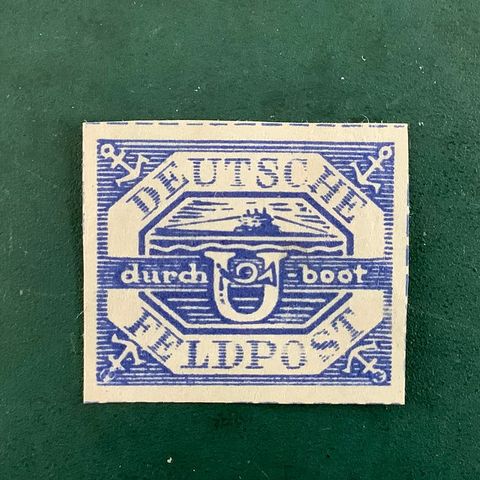 DEUTSCHE
durch U-boot
FELDPOST